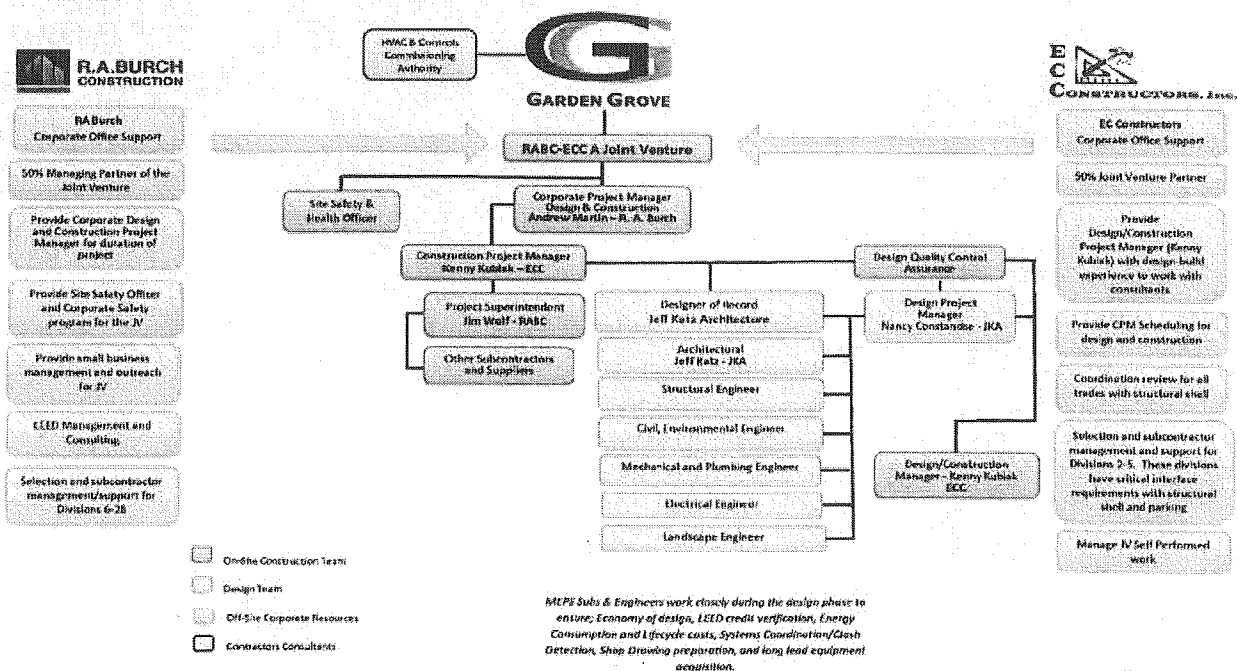 HVAC & Controls
Commissioning
Authority
GARDEN GROVE
R.A.BURCH
CONSTRUCTION
E
C
CONSTRUCTORS, Inc.
RA Burch
Corporate Office Support
50% Managing Partner of the
Joint Venture
Provide Corporate Design
and Construction Project
Manager for duration of
project
Provide Site Safety Officer
and Corporate Safety
program for the JV
Provide small business
management and outreach
for JV
LEED Management and
Consulting
Selection and subcontractor
management/support for
Divisions 6-28
RABC-ECC A Joint Venture
Site Safety &
Health Officer
Corporate Project Manager
Design & Construction
Andrew Martin – R. A. Burch
Construction Project Manager
Kenny Kubiak – ECC
Project Superintendent
Jim Wolf - RABC
Other Subcontractors
and Suppliers
Designer of Record
Jeff Katz Architecture
Architectural
Jeff Katz - JKA
Structural Engineer
Civil, Environmental Engineer
Mechanical and Plumbing Engineer
Electrical Engineer
Landscape Engineer
Design Quality Control
Assurance
Design Project
Manager
Nancy Constandse - JKA
Design/Construction
Manager - Kenny Kubiak
ECC
EC Constructors
Corporate Office Support
50% Joint Venture Partner
Provide
Design/Construction
Project Manager (Kenny
Kubiak) with design-build
experience to work with
consultants
Provide CPM Scheduling for
design and construction
Coordination review for all
trades with structural shell
Selection and subcontractor
management and support for
Divisions 2-5. These divisions
have critical interface
requirements with structural
shell and parking
Manage JV Self Performed
work
On-Site Construction Team
Design Team
Off-Site Corporate Resources
Contractors Consultants
MEPS Subs & Engineers work closely during the design phase to
ensure; Economy of design, LEED credit verification, Energy
Consumption and Lifecycle costs, Systems Coordination/Clash
Detection, Shop Drawing preparation, and long lead equipment
acquisition.